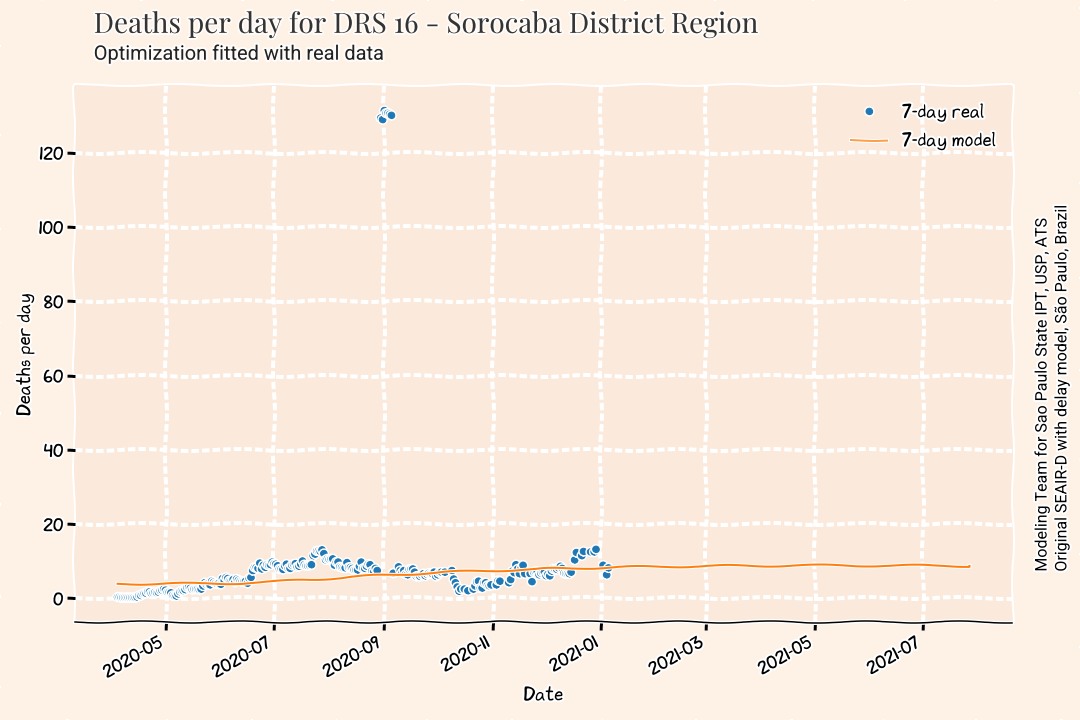 Deaths per day for DRS 16 - Sorocaba District Region
Optimization fitted with real data
7-day real
7-day model
120
100
80
60
40
20
0
Deaths per day
2020-05
2020-07
2020-09
2020-11
2021-01
2021-03
2021-05
2021-07
Date
Modeling Team for Sao Paulo State IPT, USP, ATS
Original SEAIR-D with delay model, São Paulo, Brazil